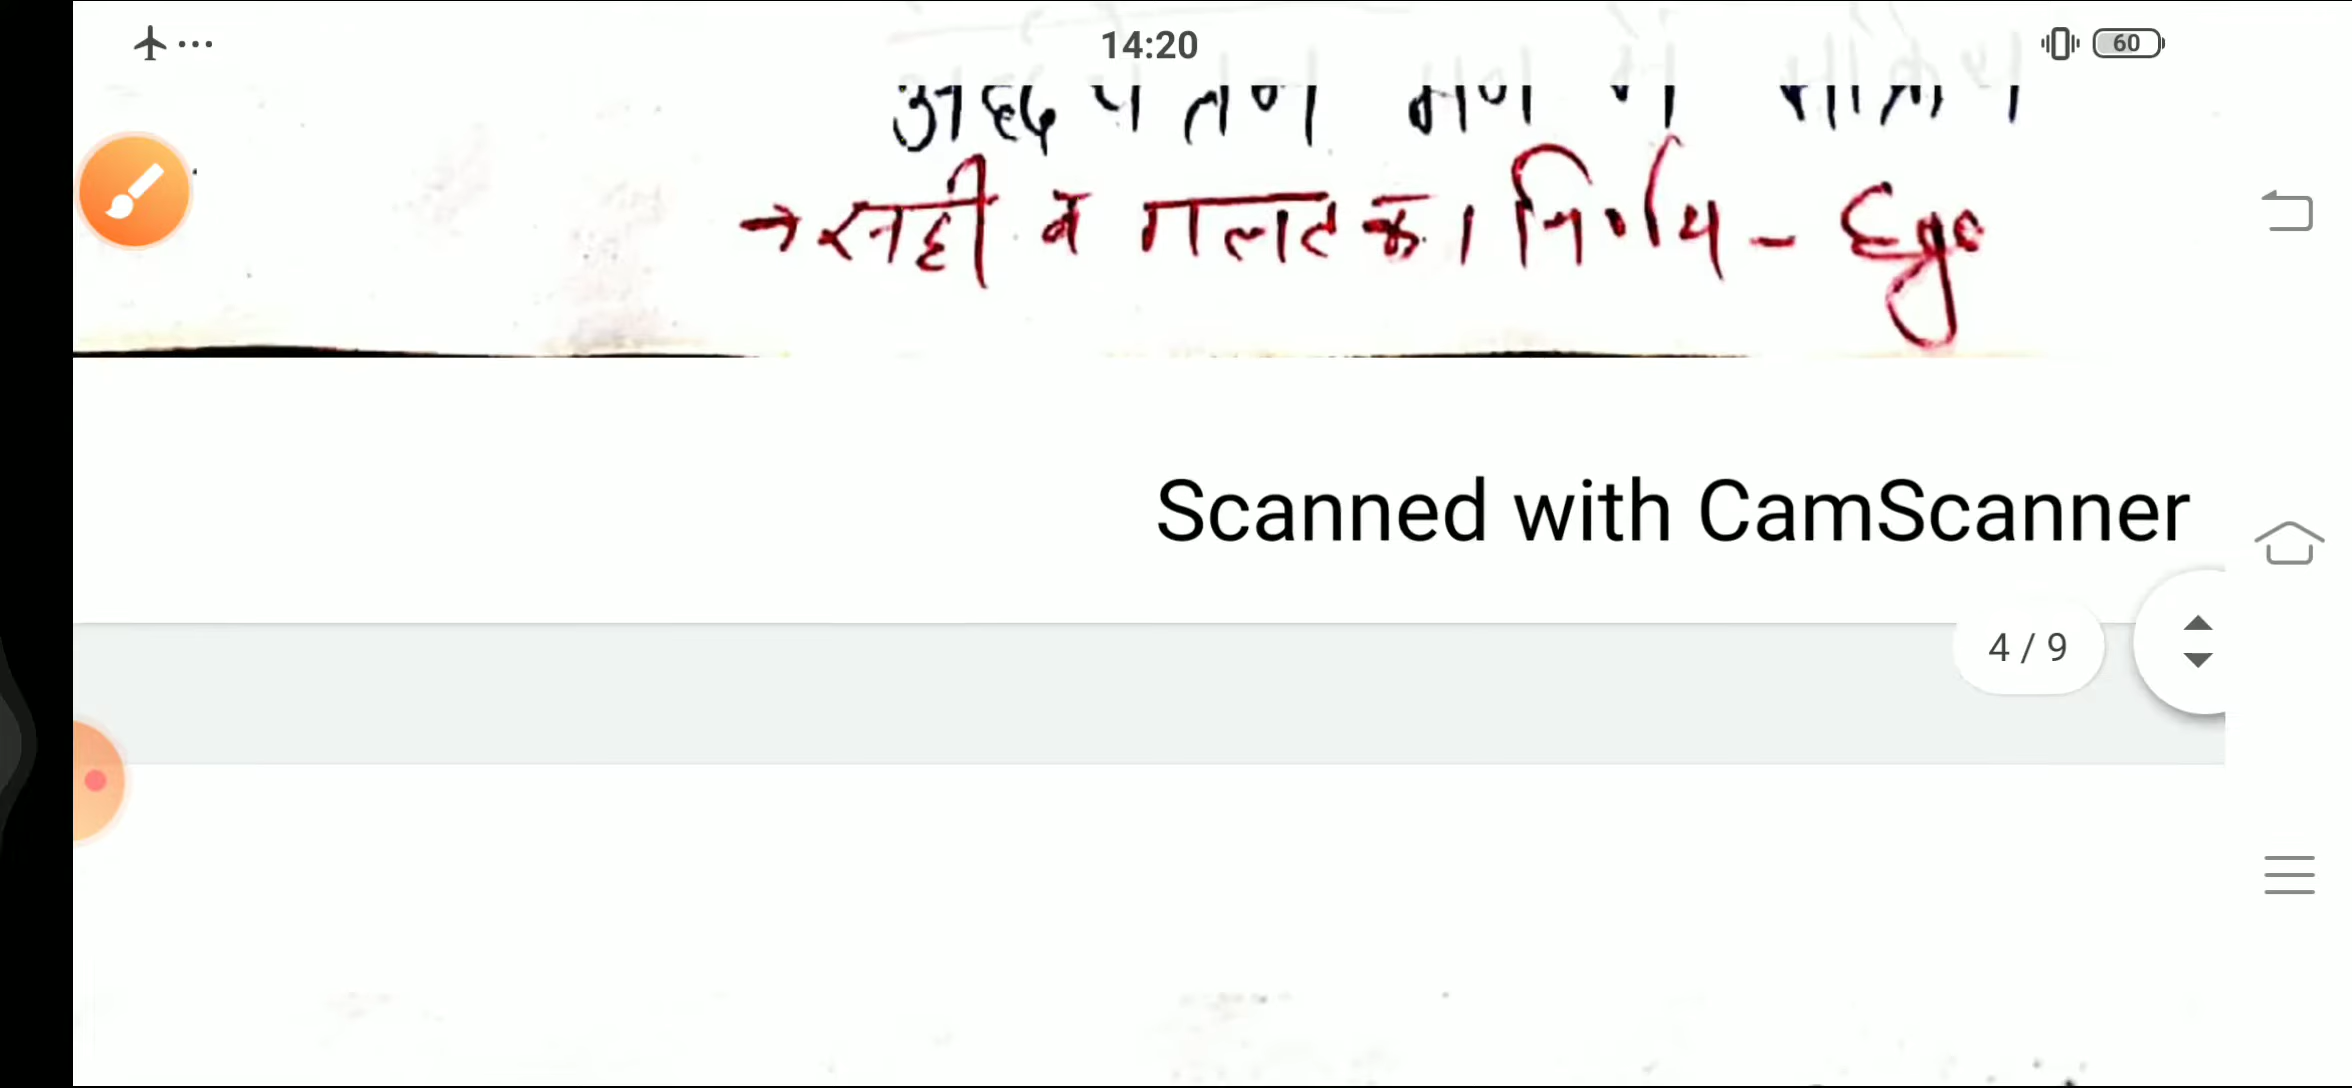 14:20
60
→ सही व गलत का निर्णय - Ego
Scanned with CamScanner
4 / 9